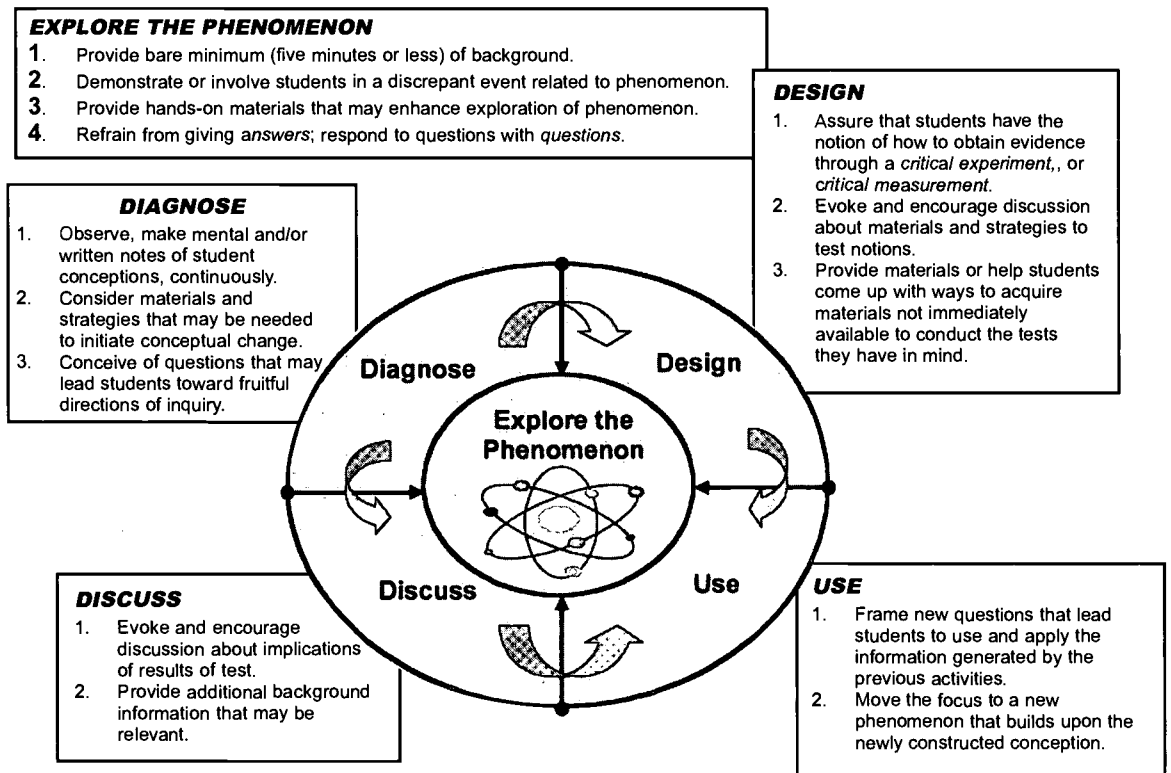 EXPLORE THE PHENOMENON
1. Provide bare minimum (five minutes or less) of background.
2. Demonstrate or involve students in a discrepant event related to phenomenon.
3. Provide hands-on materials that may enhance exploration of phenomenon.
4. Refrain from giving answers; respond to questions with questions.
DESIGN
1. Assure that students have the
notion of how to obtain evidence
through a critical experiment,, or
critical measurement.
2. Evoke and encourage discussion
about materials and strategies to
test notions.
3. Provide materials or help students
come up with ways to acquire
materials not immediately
available to conduct the tests
they have in mind.
DIAGNOSE
1. Observe, make mental and/or
written notes of student
conceptions, continuously.
2. Consider materials and
strategies that may be needed
to initiate conceptual change.
3. Conceive of questions that may
lead students toward fruitful
directions of inquiry.
Diagnose
Design
Explore the
Phenomenon
Discuss
Use
DISCUSS
1. Evoke and encourage
discussion about implications
of results of test.
2. Provide additional background
information that may be
relevant.
USE
1. Frame new questions that lead
students to use and apply the
information generated by the
previous activities.
2. Move the focus to a new
phenomenon that builds upon the
newly constructed conception.